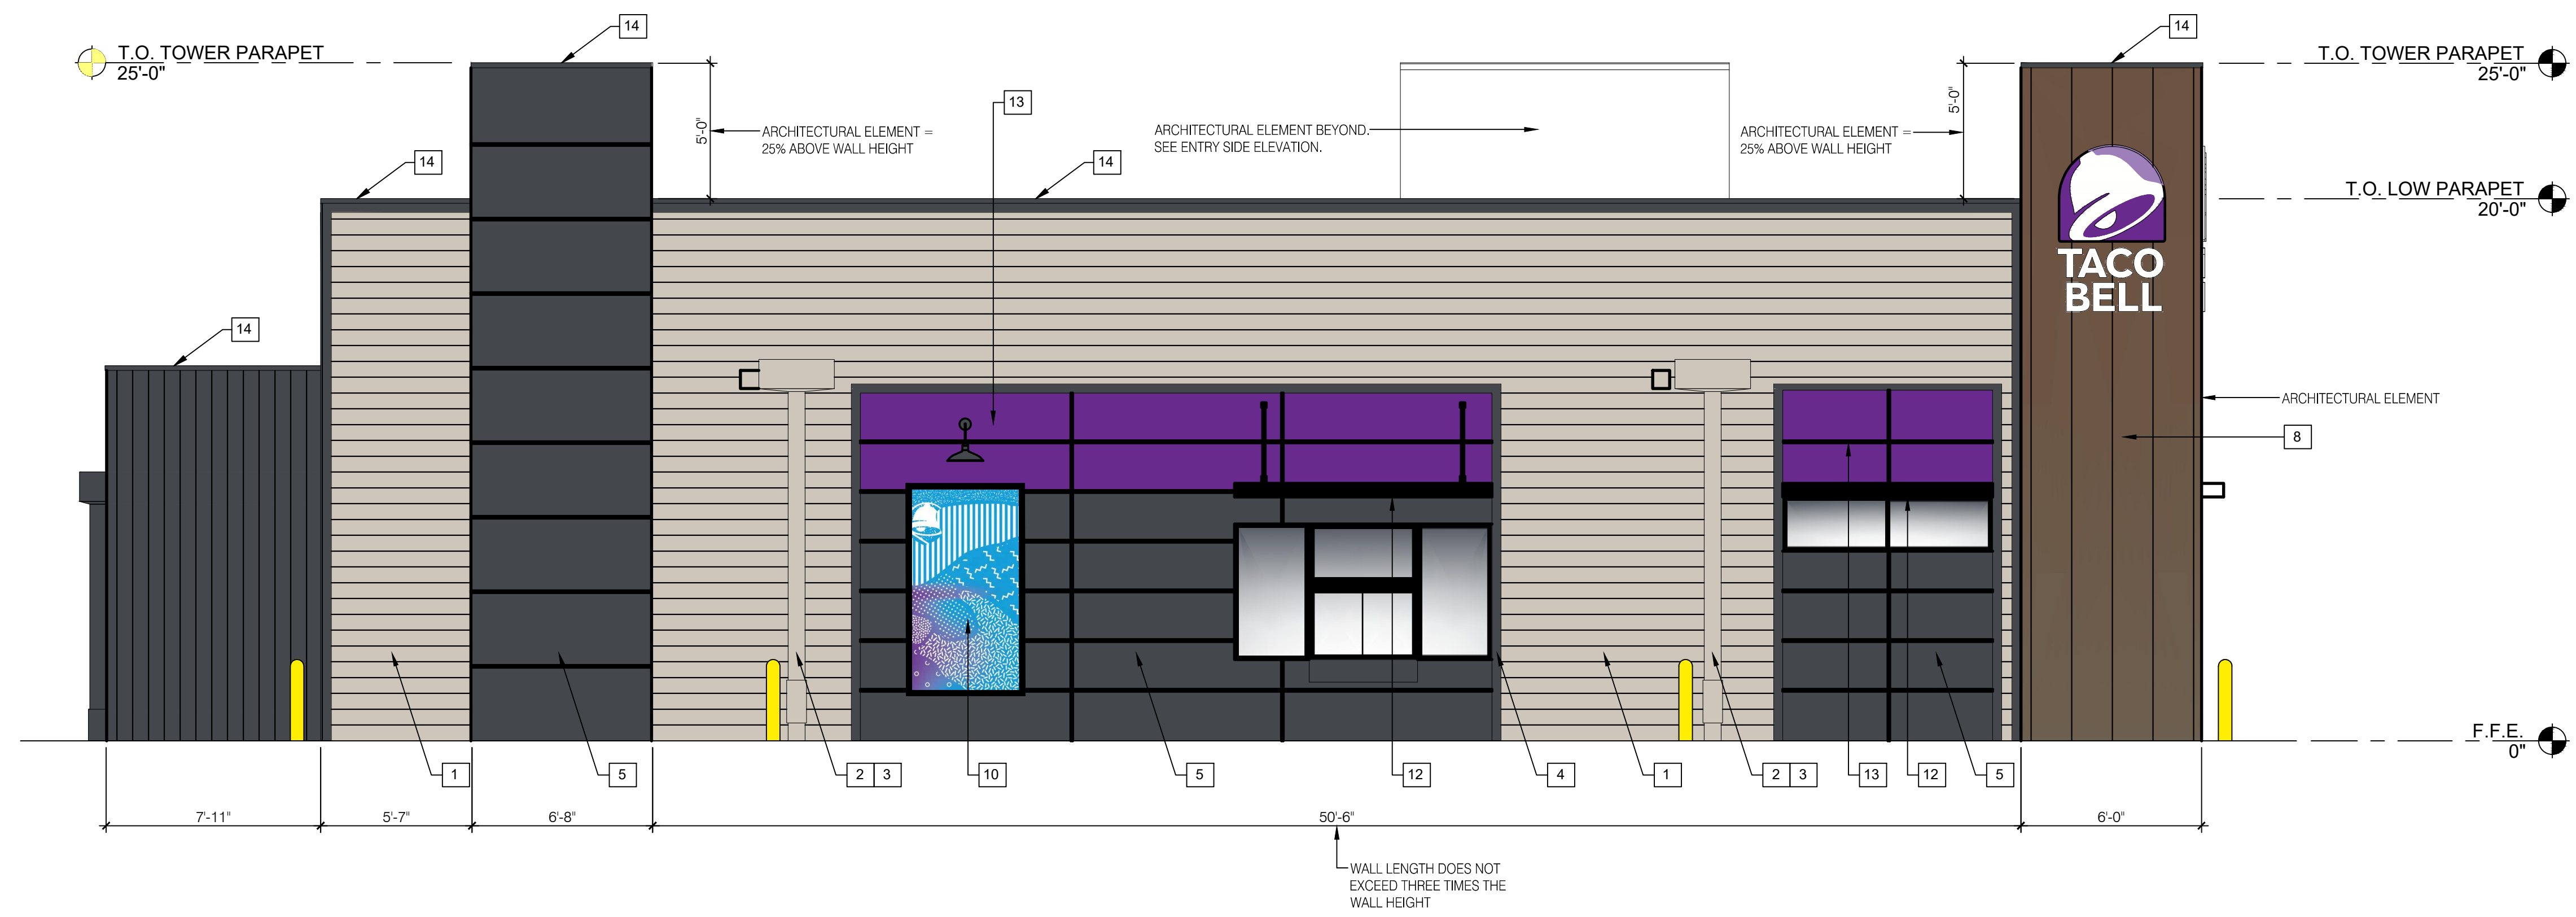 14
14
T.O. TOWER PARAPET
25'-0"
T.O. TOWER PARAPET
25'-0"
13
5'-0"
ARCHITECTURAL ELEMENT =
25% ABOVE WALL HEIGHT
ARCHITECTURAL ELEMENT BEYOND.
SEE ENTRY SIDE ELEVATION.
5'-0"
ARCHITECTURAL ELEMENT =
25% ABOVE WALL HEIGHT
14
14
T.O. LOW PARAPET
20'-0"
TACO
BELL
14
ARCHITECTURAL ELEMENT
8
F.F.E.
0"
1
5
2 3
10
5
12
4
1
2 3
13
12
5
7'-11"
5'-7"
6'-8"
50'-6"
6'-0"
WALL LENGTH DOES NOT
EXCEED THREE TIMES THE
WALL HEIGHT